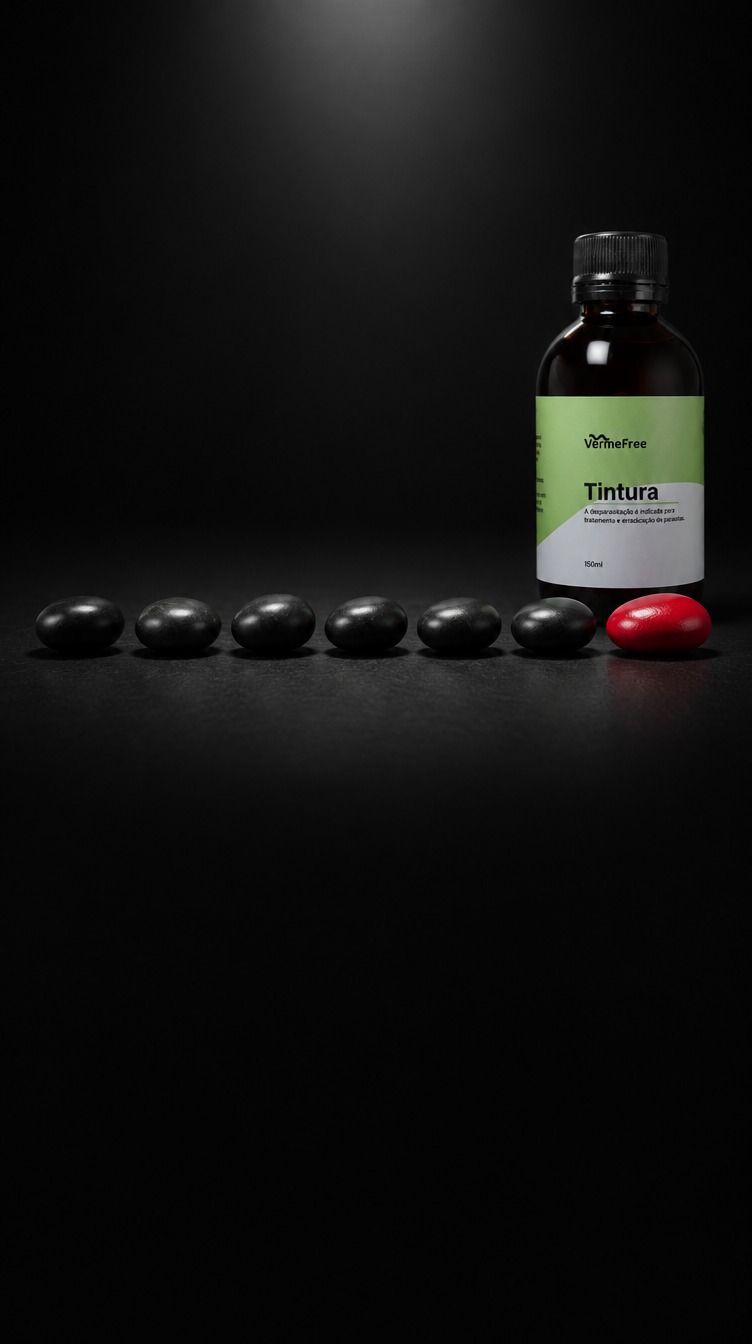 VermeFree
Tintura
A desparasitação é indicada para
tratamento e erradicação de parasitas.
150ml